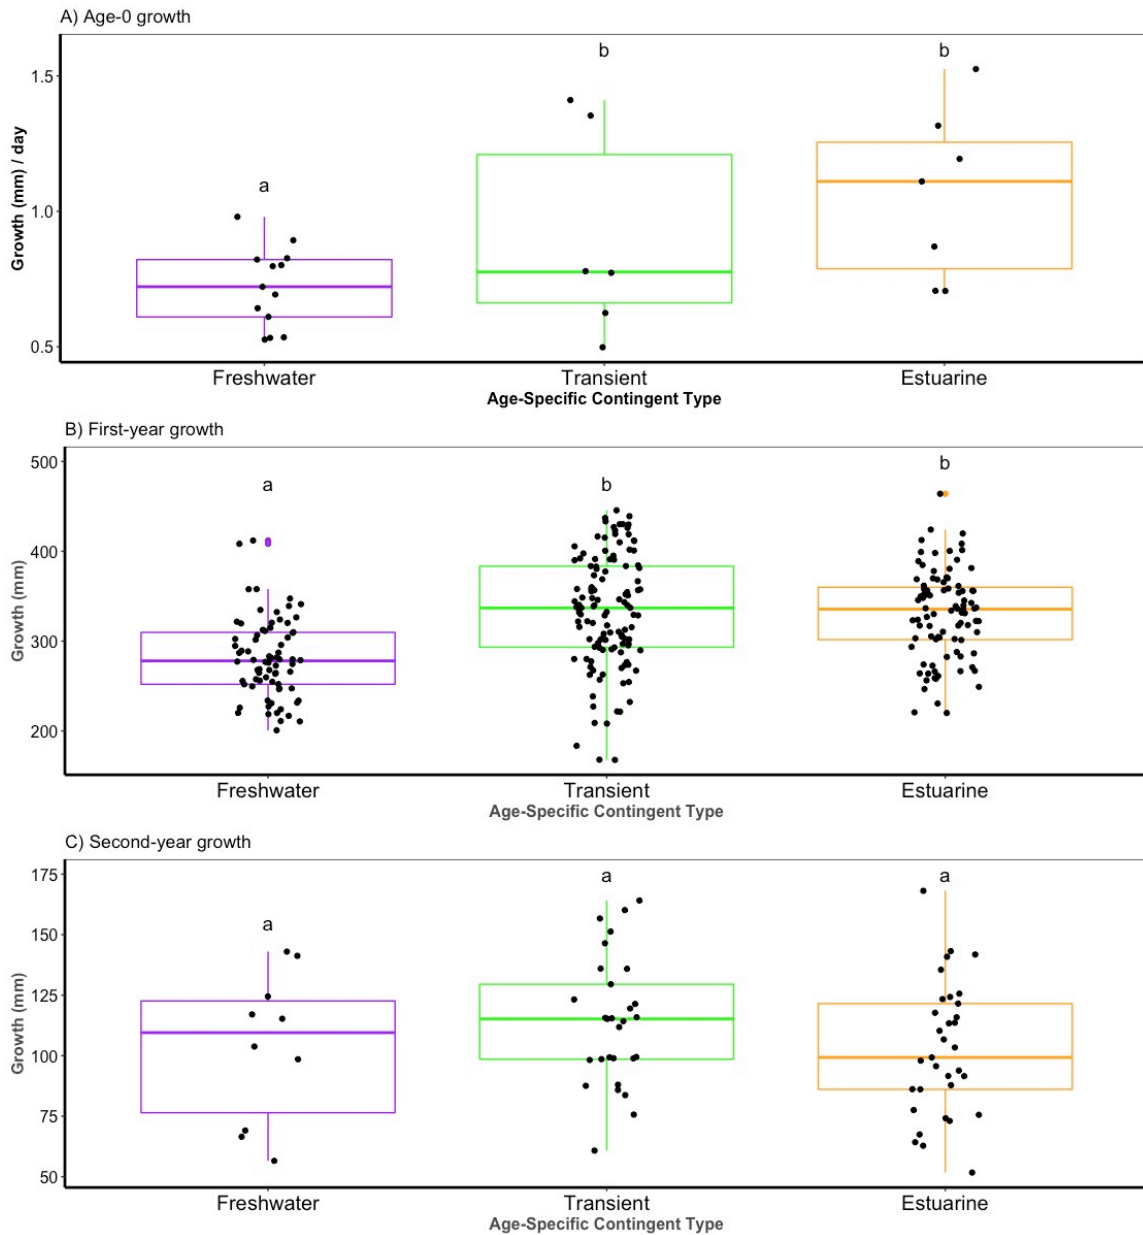 A) Age-0 growth
Growth (mm) / day
1.5
1.0
0.5
a
b
b
Freshwater
Transient
Estuarine
Age-Specific Contingent Type
B) First-year growth
Growth (mm)
500
400
300
200
a
b
b
Freshwater
Transient
Estuarine
Age-Specific Contingent Type
C) Second-year growth
Growth (mm)
175
150
125
100
75
50
a
a
a
Freshwater
Transient
Estuarine
Age-Specific Contingent Type